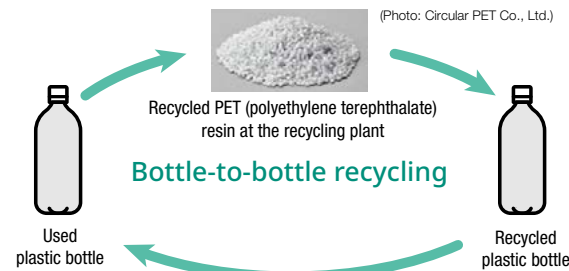 (Photo: Circular PET Co., Ltd.)
Recycled PET (polyethylene terephthalate)
resin at the recycling plant
Bottle-to-bottle recycling
Used
plastic bottle
Recycled
plastic bottle